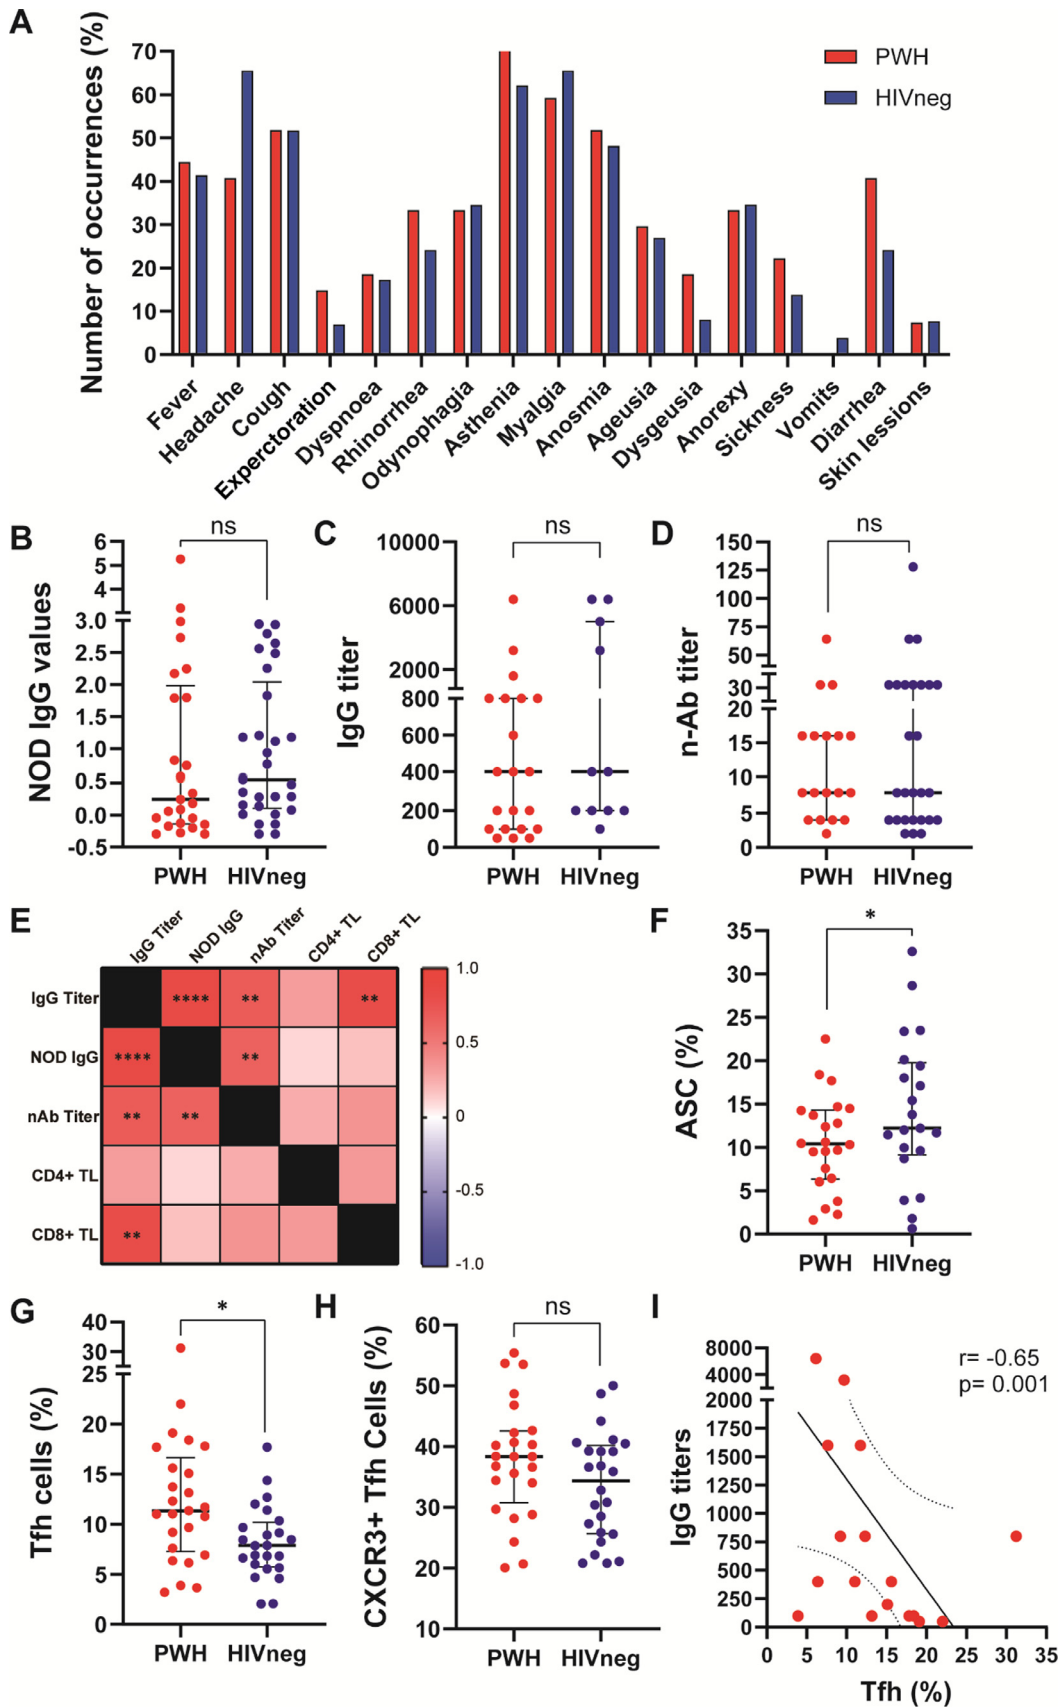 A
Number of occurrences (%)
70
60
50
40
30
20
10
0
PWH
HIVneg
Fever
Headache
Cough
Experctoration
Dyspnoea
Rhinorrhea
Odynophagia
Asthenia
Myalgia
Anosmia
Ageusia
Dysgeusia
Anorexy
Sickness
Vomits
Diarrhea
Skin lessions
B
NOD IgG values
6
5
4
3.0
2.5
2.0
1.5
1.0
0.5
0.0
-0.5
ns
PWH
HIVneg
C
IgG titer
10000
6000
2000
800
600
400
200
0
ns
PWH
HIVneg
D
n-Ab titer
150
125
100
75
50
30
20
15
10
5
0
ns
PWH
HIVneg
E
IgG Titer
NOD IgG
nAb Titer
CD4+ TL
CD8+ TL
IgG Titer
**** ** **
NOD IgG
**** **
nAb Titer
** **
CD4+ TL
CD8+ TL
**
1.0
0.5
0
-0.5
-1.0
F
ASC (%)
35
30
25
20
15
10
5
0
*
PWH
HIVneg
G
Tfh cells (%)
40
30
25
20
15
10
5
0
*
PWH
HIVneg
H
CXCR3+ Tfh Cells (%)
60
50
40
30
20
10
ns
PWH
HIVneg
I
IgG titers
8000
4000
2000
1750
1500
1250
1000
750
500
250
0
r= -0.65
p= 0.001
0 5 10 15 20 25 30 35
Tfh (%)